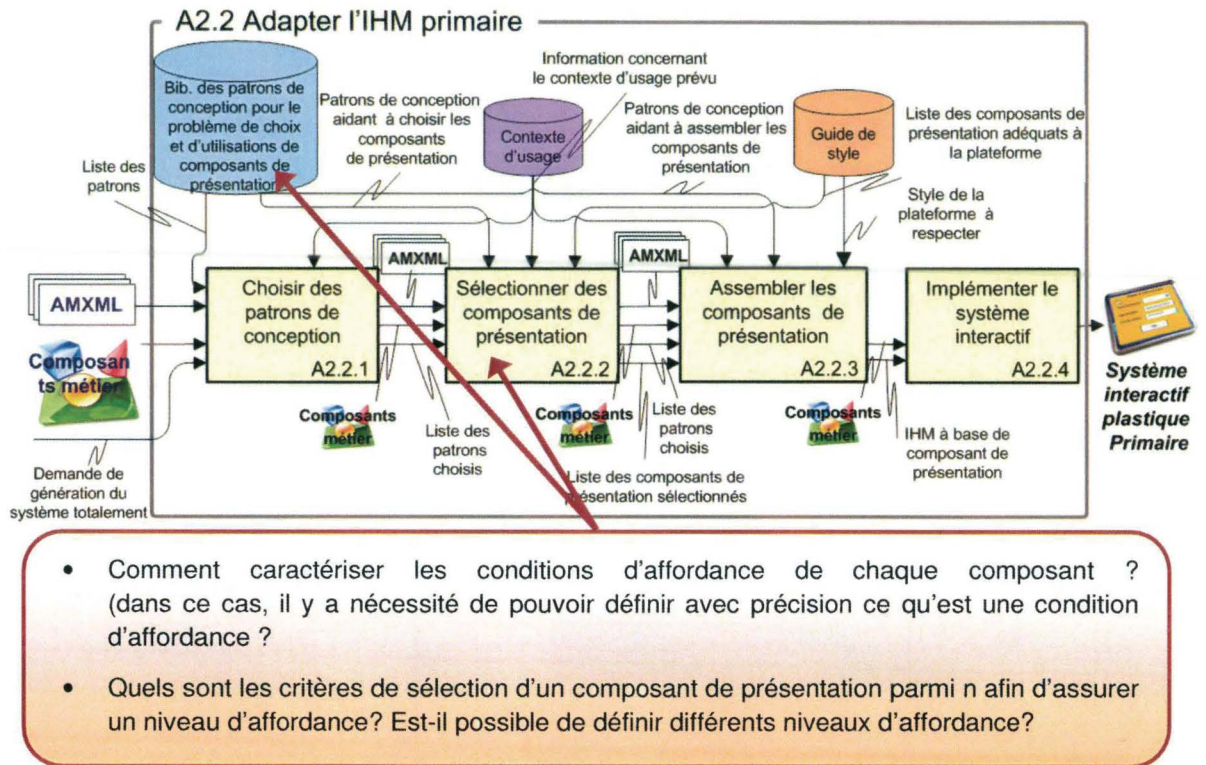 A2.2 Adapter l'IHM primaire
Bib. des patrons de
conception pour le
problème de choix
et d'utilisations de
composants de
présentation
Patrons de conception
aidant à choisir les
composants
de présentation
Information concernant
le contexte d'usage prévu
Contexte
d'usage
Patrons de conception
aidant à assembler les
composants de
présentation
Guide de
style
Liste des composants de
présentation adéquats à
la plateforme
Liste des
patrons
Style de la
plateforme à
respecter
AMXML
AMXML
AMXML
Composan
ts métier
Choisir des
patrons de
conception
A2.2.1
Sélectionner des
composants de
présentation
A2.2.2
Assembler les
composants de
présentation
A2.2.3
Implémenter le
système
interactif
A2.2.4
Système
interactif
plastique
Primaire
Composants
métier
Liste des
patrons
choisis
Composants
métier
Liste des
patrons
choisis
Composants
métier
IHM à base de
composant de
présentation
Liste des composants de
présentation sélectionnés
Demande de
génération du
système totalement
• Comment caractériser les conditions d'affordance de chaque composant ?
(dans ce cas, il y a nécessité de pouvoir définir avec précision ce qu'est une condition
d'affordance ?
• Quels sont les critères de sélection d'un composant de présentation parmi n afin d'assurer
un niveau d'affordance? Est-il possible de définir différents niveaux d'affordance?